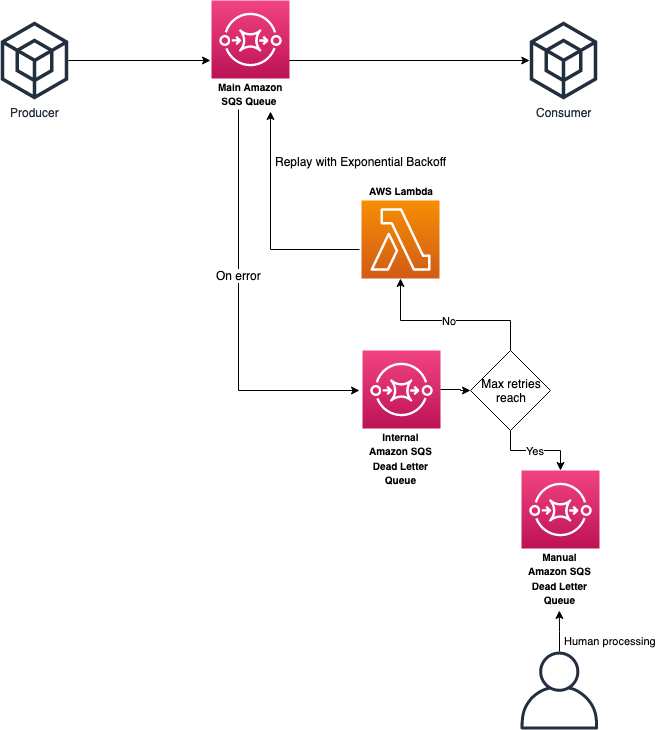 Producer
Main Amazon
SQS Queue
Consumer
Replay with Exponential Backoff
AWS Lambda
On error
No
Max retries
reach
Internal
Amazon SQS
Dead Letter
Queue
Yes
Manual
Amazon SQS
Dead Letter
Queue
Human processing